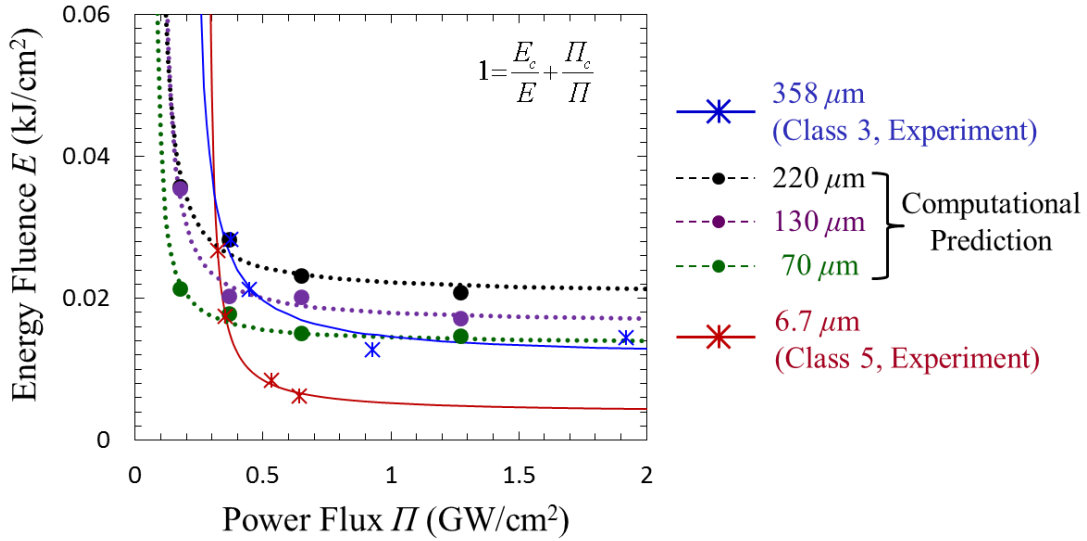 0.06
0.04
0.02
0
0
0.5
1
1.5
2
Energy Fluence E (kJ/cm²)
Power Flux Π (GW/cm²)
1=E_c/E+Π_c/Π
358 μm
(Class 3, Experiment)
220 μm
130 μm
70 μm
Computational
Prediction
6.7 μm
(Class 5, Experiment)